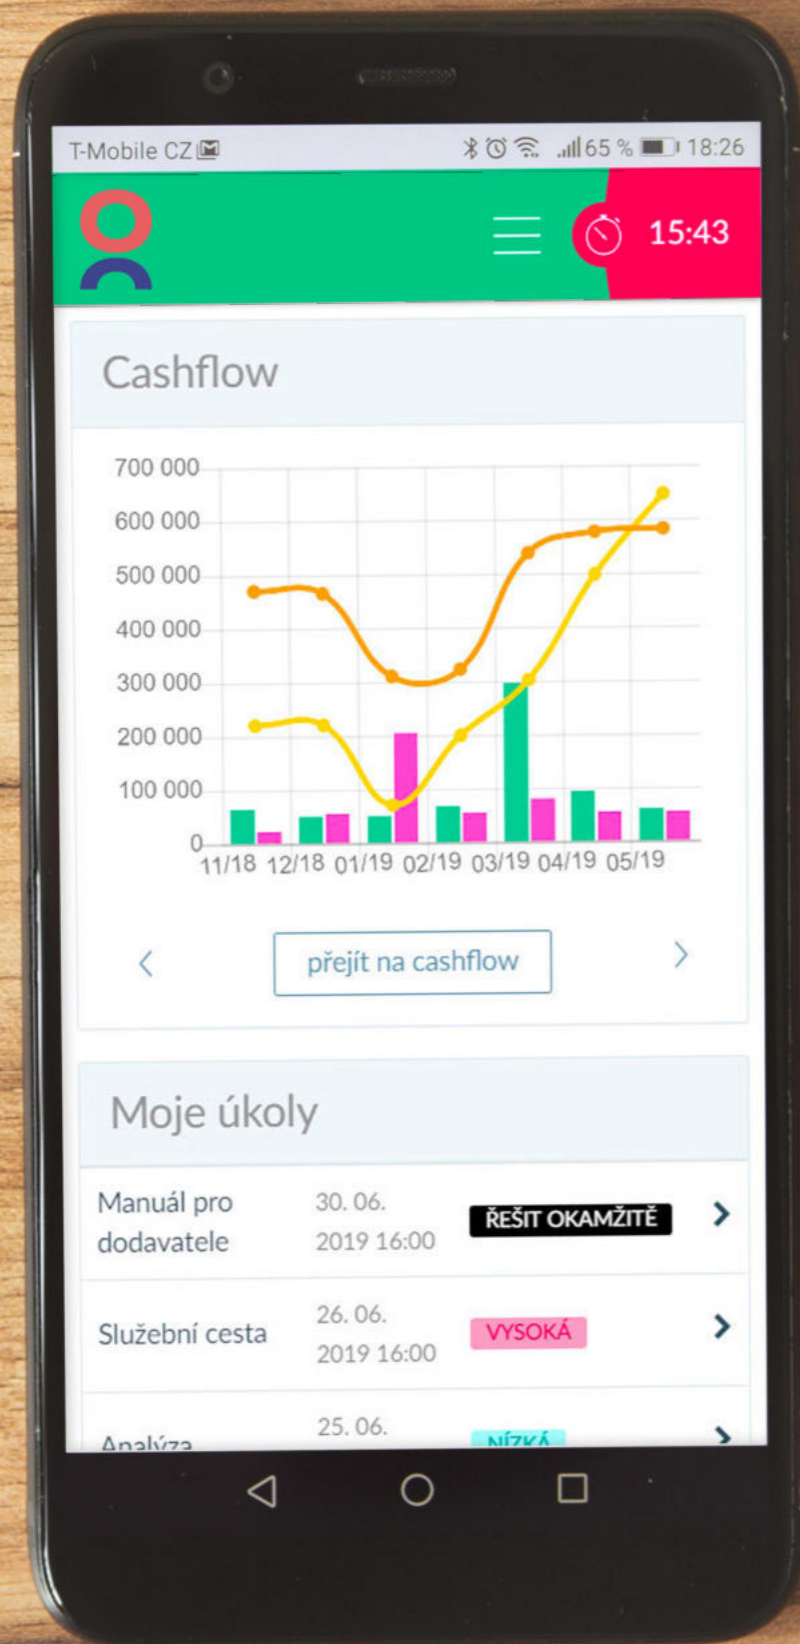 T-Mobile CZ 65 % 18:26
15:43
Cashflow
700 000
600 000
500 000
400 000
300 000
200 000
100 000
0
11/18 12/18 01/19 02/19 03/19 04/19 05/19
přejít na cashflow
Moje úkoly
Manuál pro
dodavatele
30. 06.
2019 16:00
ŘEŠIT OKAMŽITĚ
Služební cesta
26. 06.
2019 16:00
VYSOKÁ
Analýza
25. 06.
NÍZKÁ